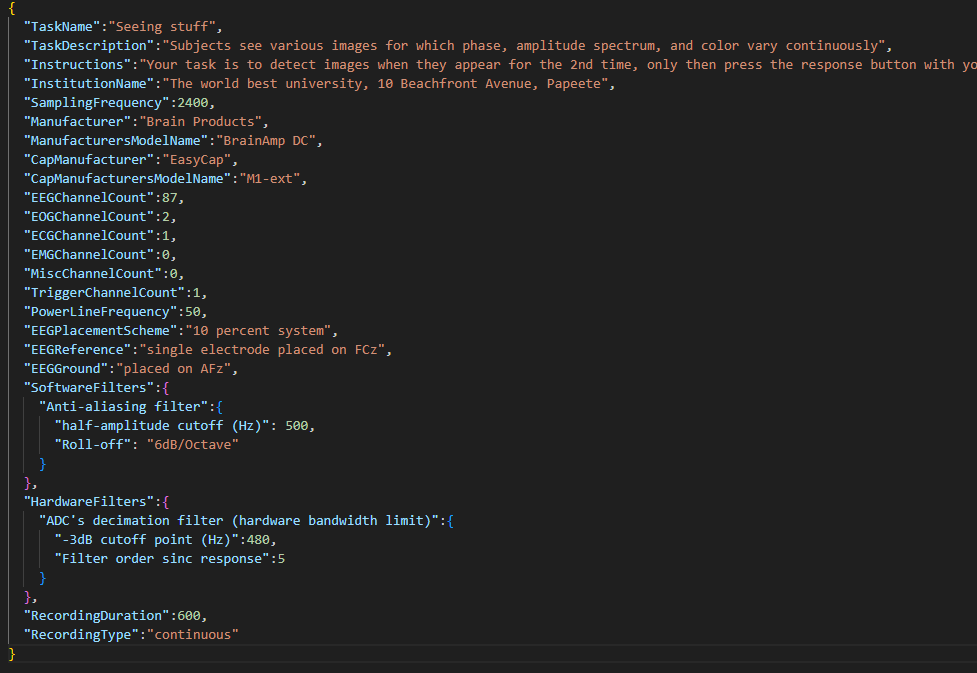 {
"TaskName":"Seeing stuff",
"TaskDescription":"Subjects see various images for which phase, amplitude spectrum, and color vary continuously",
"Instructions":"Your task is to detect images when they appear for the 2nd time, only then press the response button with yo
"InstitutionName":"The world best university, 10 Beachfront Avenue, Papeete",
"SamplingFrequency":2400,
"Manufacturer":"Brain Products",
"ManufacturersModelName":"BrainAmp DC",
"CapManufacturer":"EasyCap",
"CapManufacturersModelName":"M1-ext",
"EEGChannelCount":87,
"EOGChannelCount":2,
"ECGChannelCount":1,
"EMGChannelCount":0,
"MiscChannelCount":0,
"TriggerChannelCount":1,
"PowerLineFrequency":50,
"EEGPlacementScheme":"10 percent system",
"EEGReference":"single electrode placed on FCz",
"EEGGround":"placed on AFz",
"SoftwareFilters":{
"Anti-aliasing filter":{
"half-amplitude cutoff (Hz)": 500,
"Roll-off": "6dB/Octave"
}
},
"HardwareFilters":{
"ADC's decimation filter (hardware bandwidth limit)":{
"-3dB cutoff point (Hz)":480,
"Filter order sinc response":5
}
},
"RecordingDuration":600,
"RecordingType":"continuous"
}